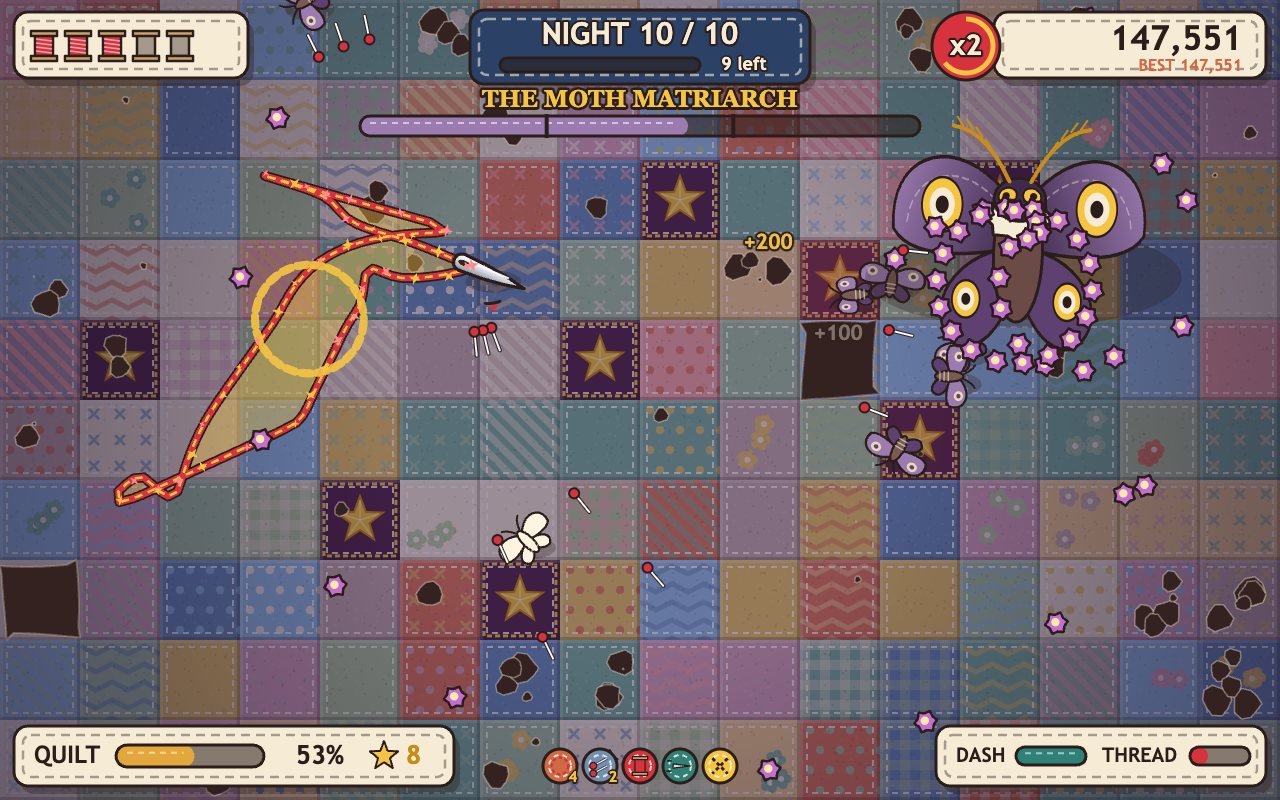 NIGHT 10 / 10
9 left
x2
147,551
BEST 147,551
THE MOTH MATRIARCH
+200
+100
QUILT
53%
8
4
2
DASH
THREAD